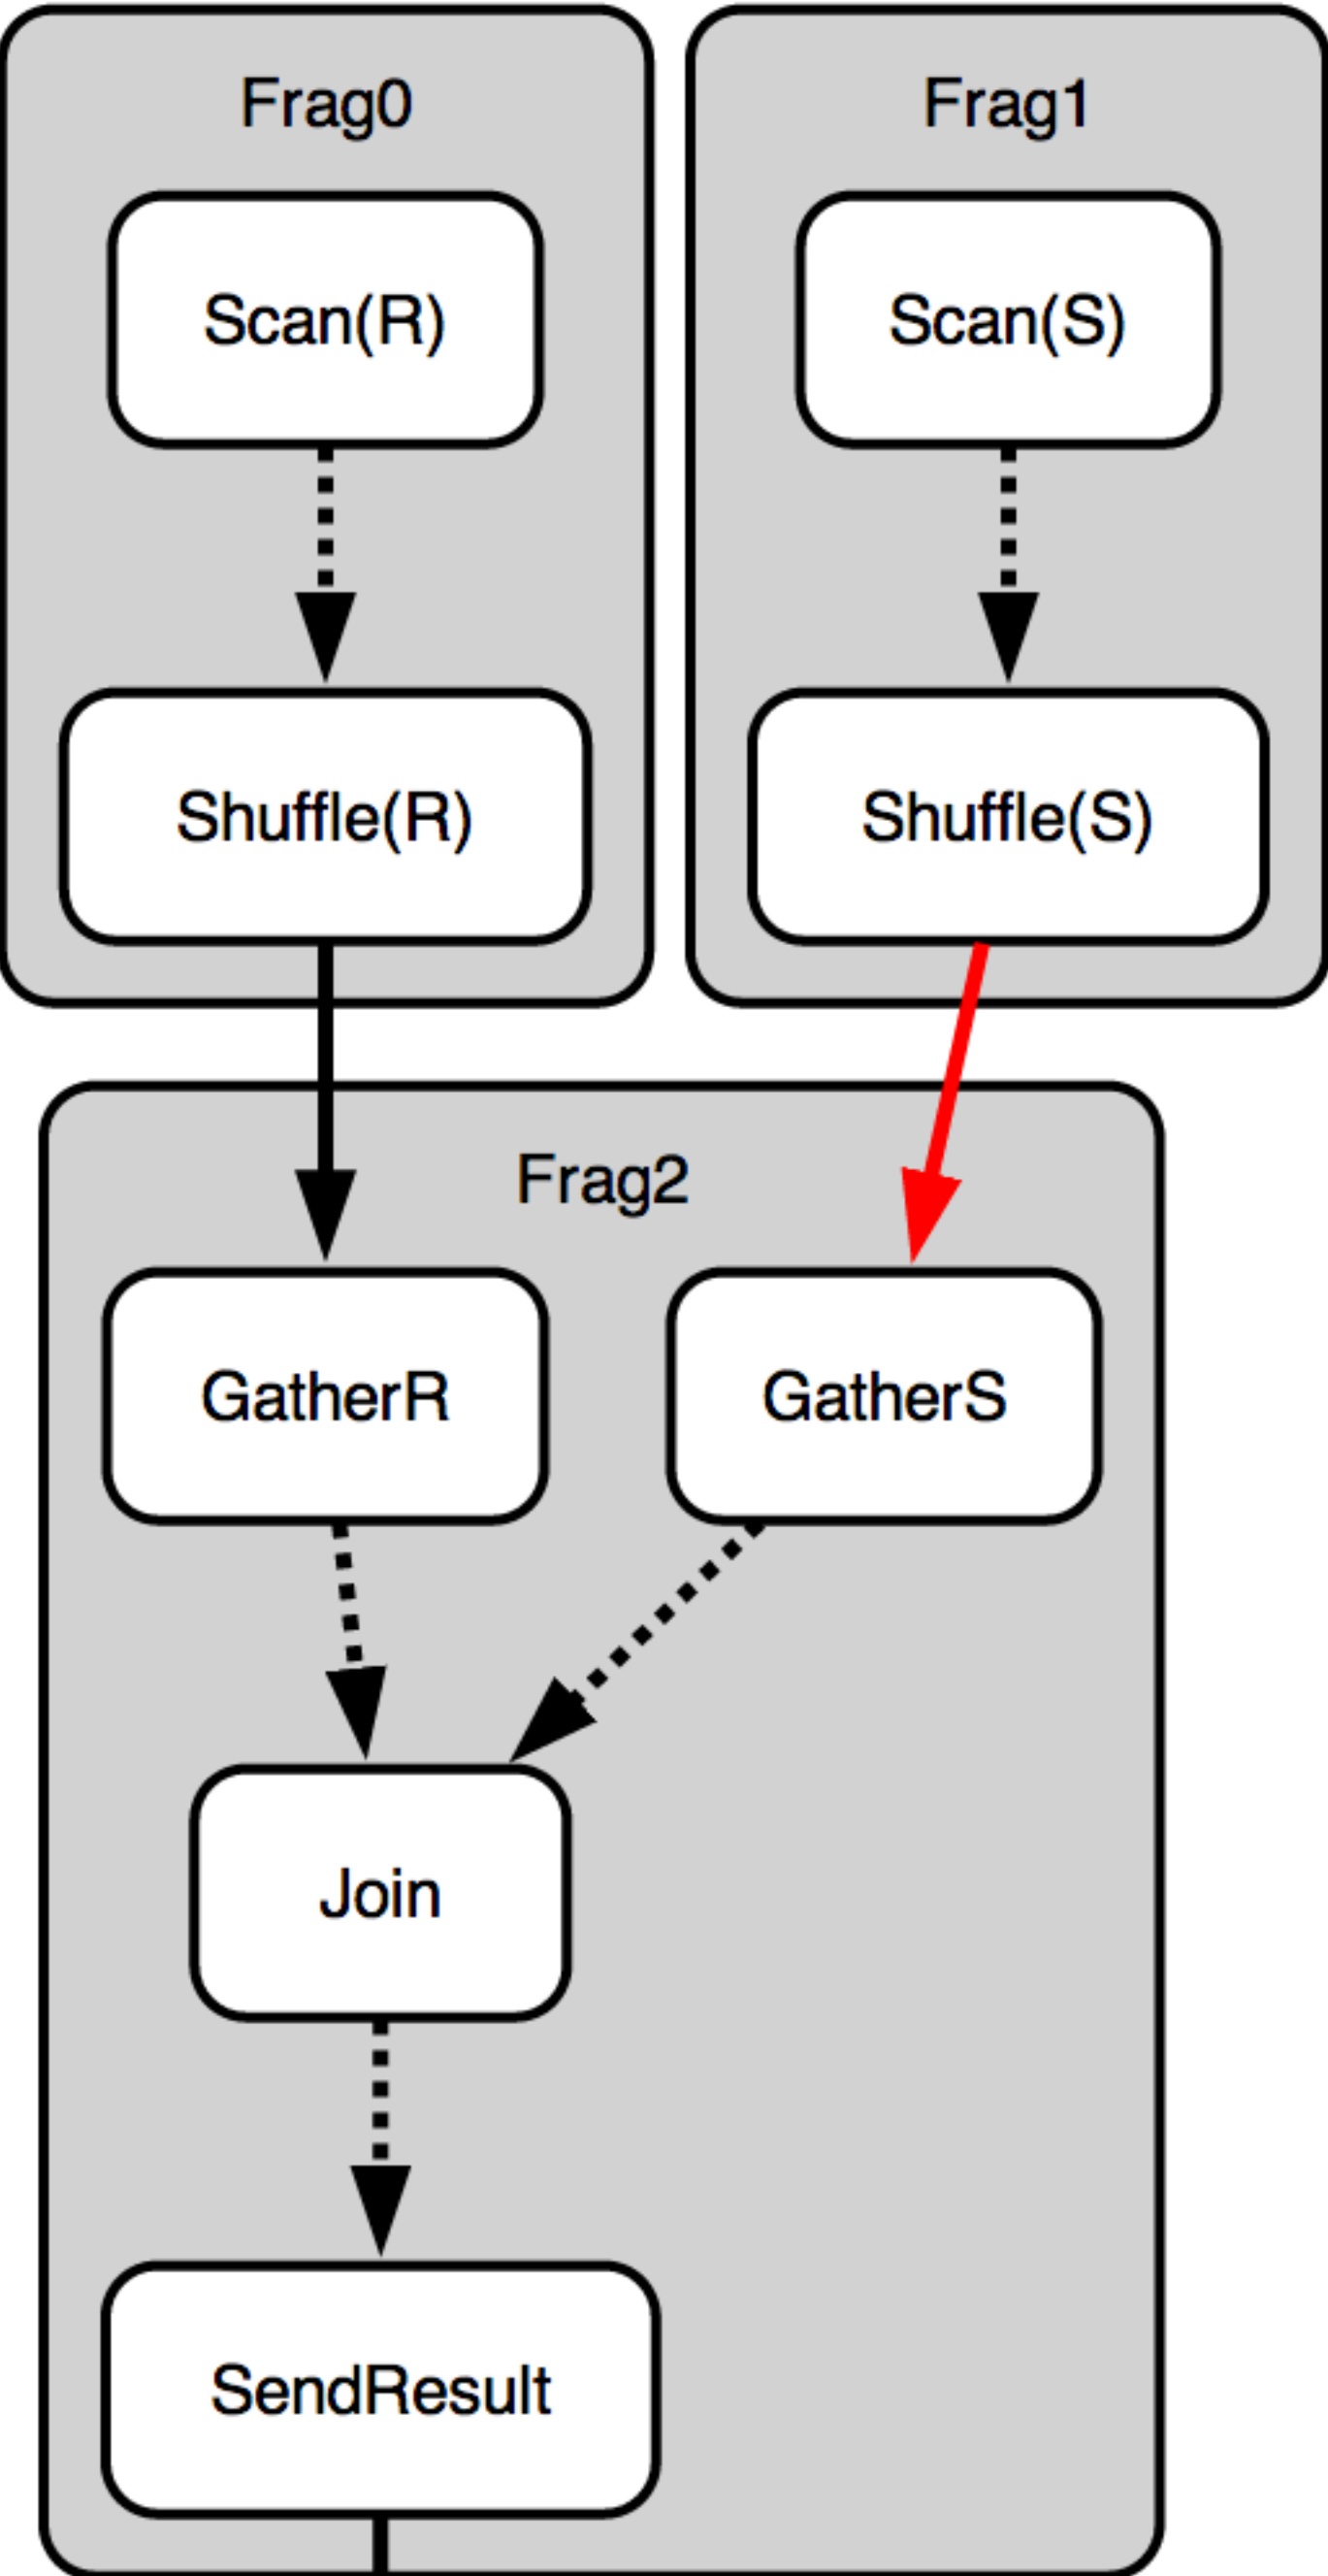 Frag0
Frag1
Scan(R)
Scan(S)
Shuffle(R)
Shuffle(S)
Frag2
GatherR
GatherS
Join
SendResult